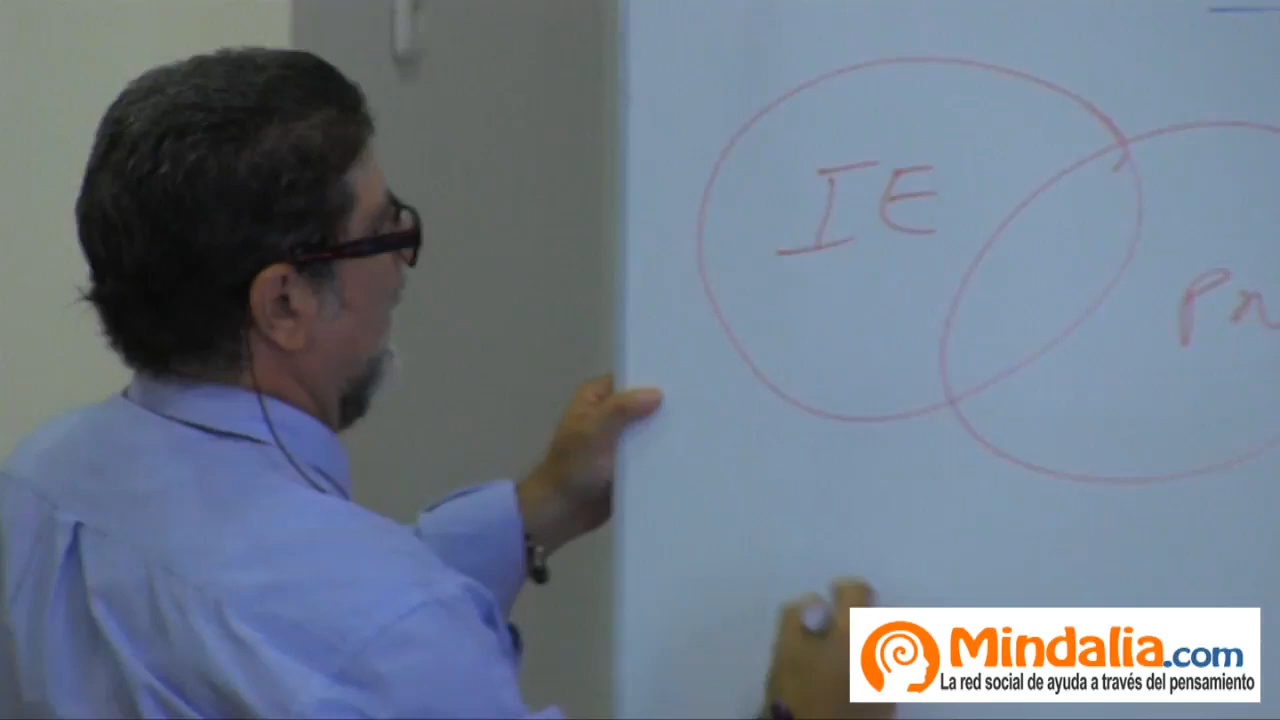 IE
Mindalia.com
La red social de ayuda a través del pensamiento